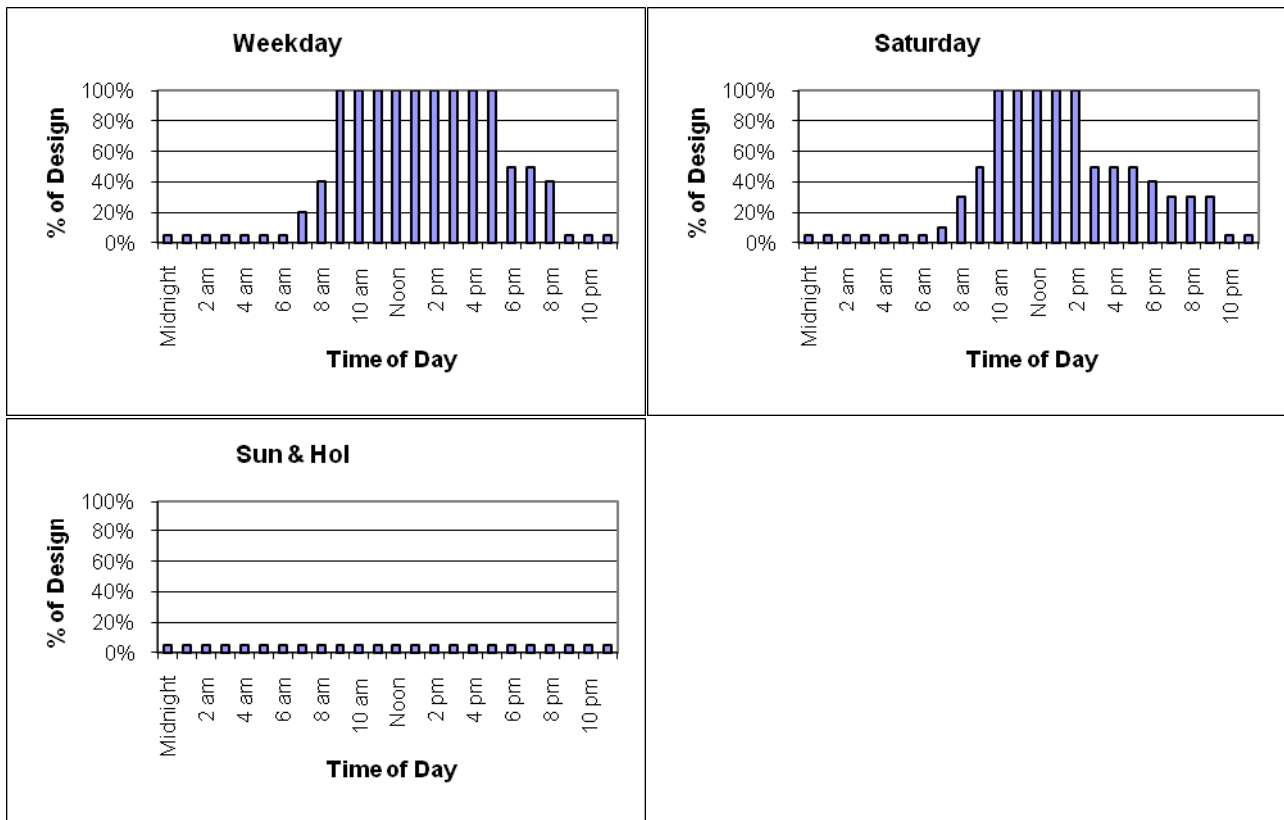 Weekday
100%
80%
60%
40%
20%
0%
% of Design
Midnight
2 am
4 am
6 am
8 am
10 am
Noon
2 pm
4 pm
6 pm
8 pm
10 pm
Time of Day
Saturday
100%
80%
60%
40%
20%
0%
% of Design
Midnight
2 am
4 am
6 am
8 am
10 am
Noon
2 pm
4 pm
6 pm
8 pm
10 pm
Time of Day
Sun & Hol
100%
80%
60%
40%
20%
0%
% of Design
Midnight
2 am
4 am
6 am
8 am
10 am
Noon
2 pm
4 pm
6 pm
8 pm
10 pm
Time of Day